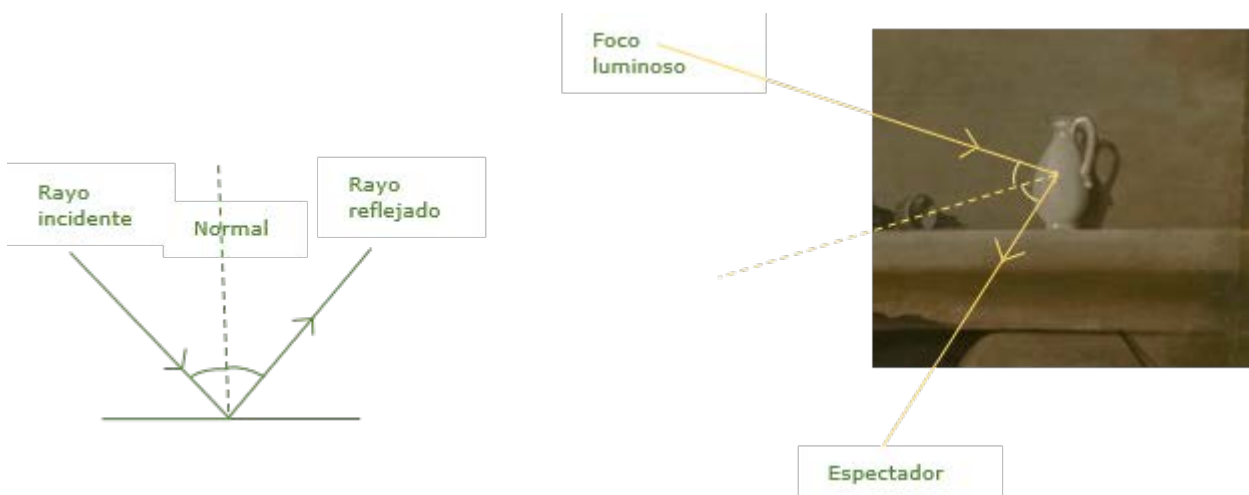 Rayo
incidente
Normal
Rayo
reflejado
Foco
luminoso
Espectador